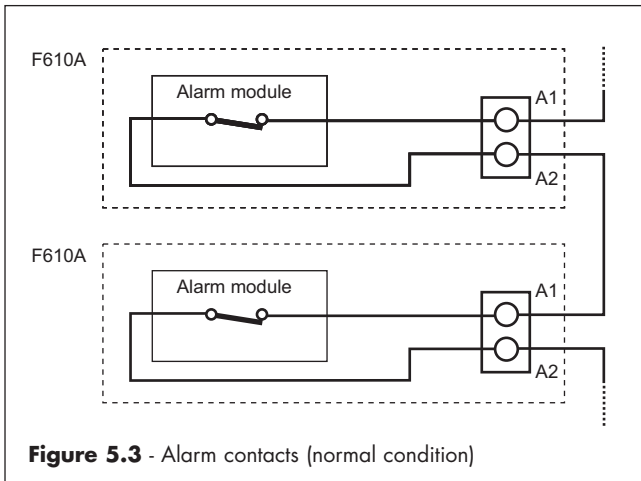 F610A
Alarm module
A1
A2
F610A
Alarm module
A1
A2
Figure 5.3 - Alarm contacts (normal condition)